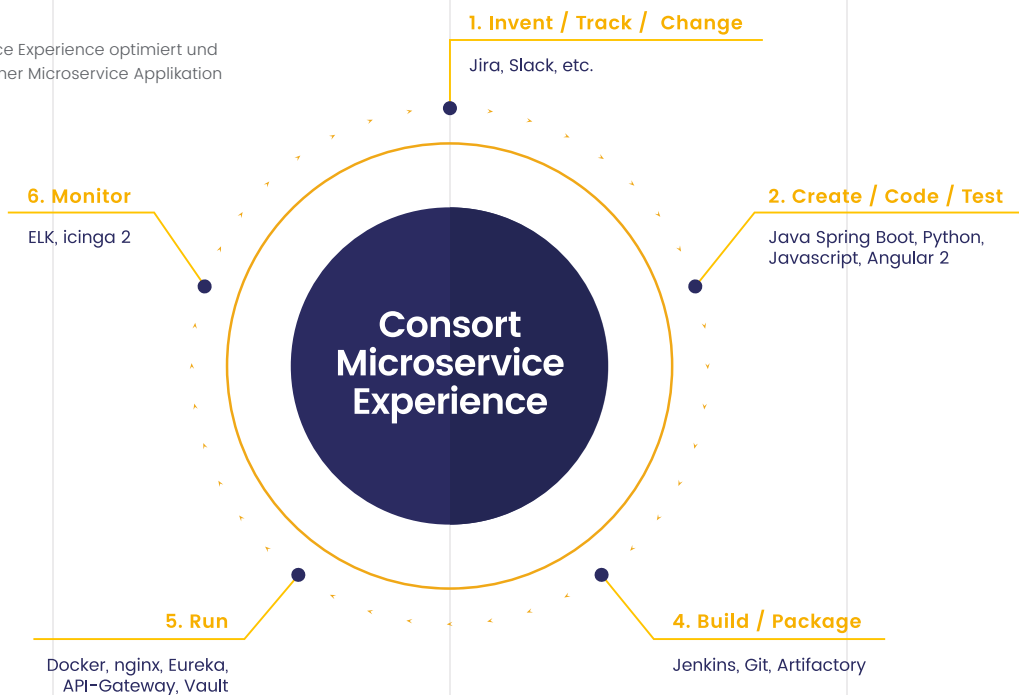 1. Invent / Track / Change
Jira, Slack, etc.
Experience optimiert und
Microservice Applikation
6. Monitor
ELK, icinga 2
2. Create / Code / Test
Java Spring Boot, Python,
Javascript, Angular 2
Consort
Microservice
Experience
5. Run
Docker, nginx, Eureka,
API-Gateway, Vault
4. Build / Package
Jenkins, Git, Artifactory